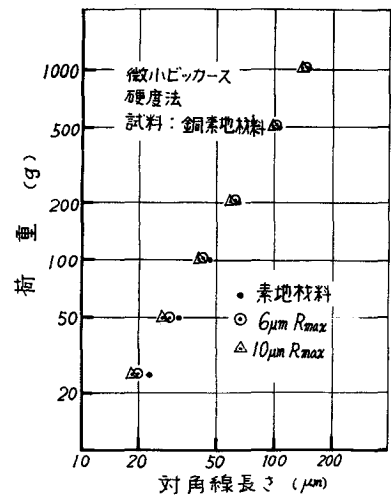 1000
500
200
100
50
20
10
10
20
50
100
200
荷重 (g)
対角線長さ (μm)
微小ビッカース
硬度法
試料:銅素地材料
• 素地材料
⊙ 6μm Rmax
△ 10μm Rmax